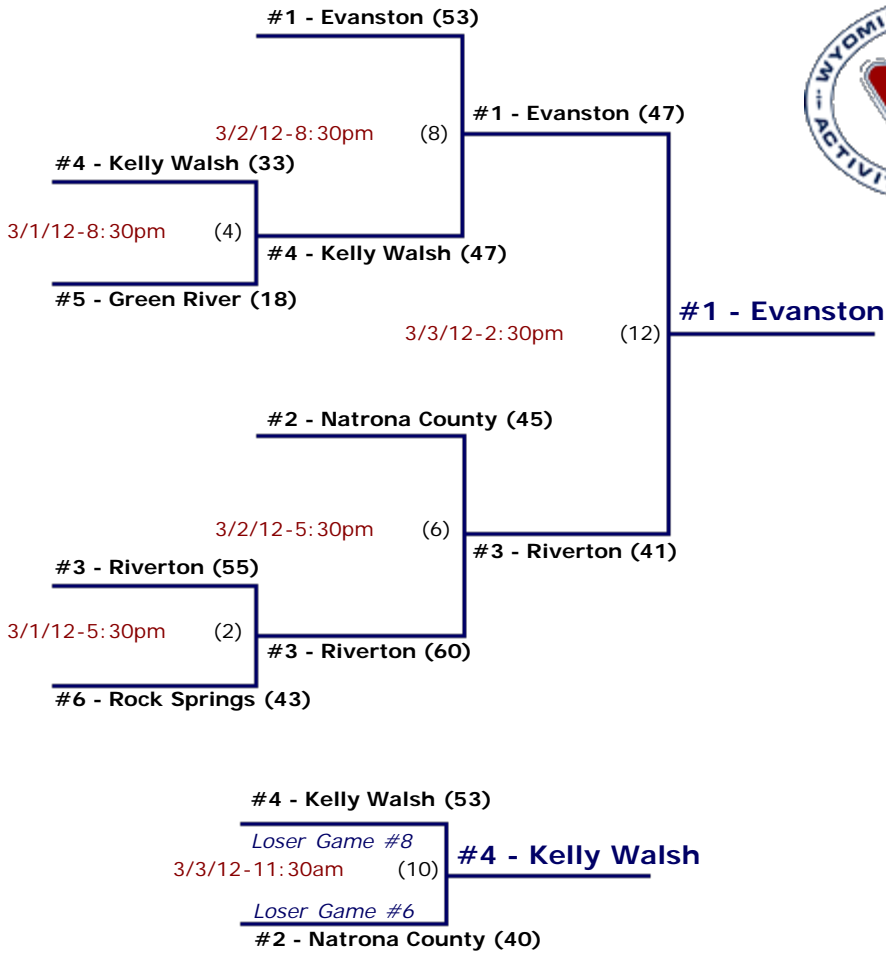 #1 - Evanston (53)
#1 - Evanston (47)
3/2/12-8:30pm (8)
#4 - Kelly Walsh (33)
3/1/12-8:30pm (4)
#4 - Kelly Walsh (47)
#5 - Green River (18)
#1 - Evanston
3/3/12-2:30pm (12)
#2 - Natrona County (45)
3/2/12-5:30pm (6)
#3 - Riverton (41)
#3 - Riverton (55)
3/1/12-5:30pm (2)
#3 - Riverton (60)
#6 - Rock Springs (43)
#4 - Kelly Walsh (53)
Loser Game #8
3/3/12-11:30am (10)
#4 - Kelly Walsh
Loser Game #6
#2 - Natrona County (40)